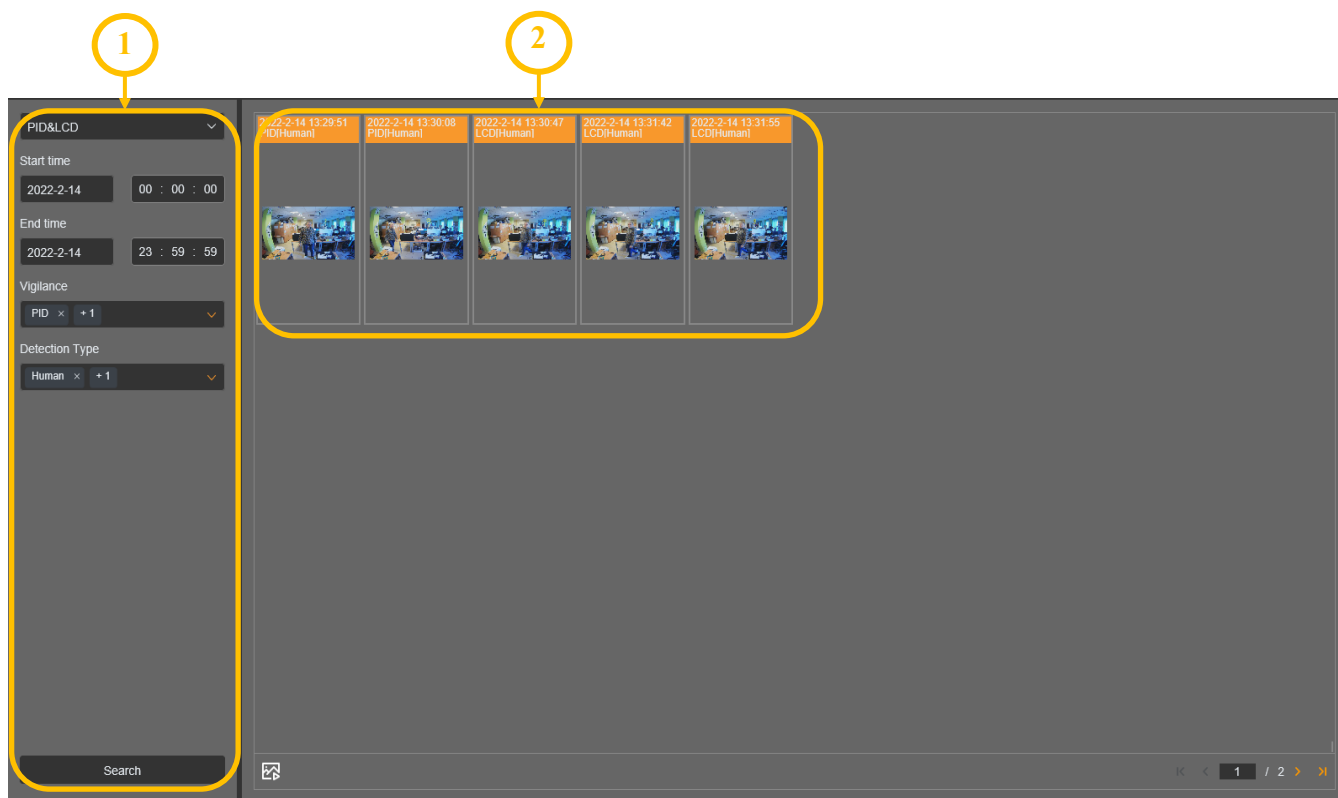 1
2
PID&LCD
Start time
2022-2-14 00 : 00 : 00
End time
2022-2-14 23 : 59 : 59
Vigilance
PID × + 1
Detection Type
Human × + 1
Search
2022-2-14 13:29:51
PID[Human]
2022-2-14 13:30:08
PID[Human]
2022-2-14 13:30:47
LCD[Human]
2022-2-14 13:31:42
LCD[Human]
2022-2-14 13:31:55
LCD[Human]
1 / 2